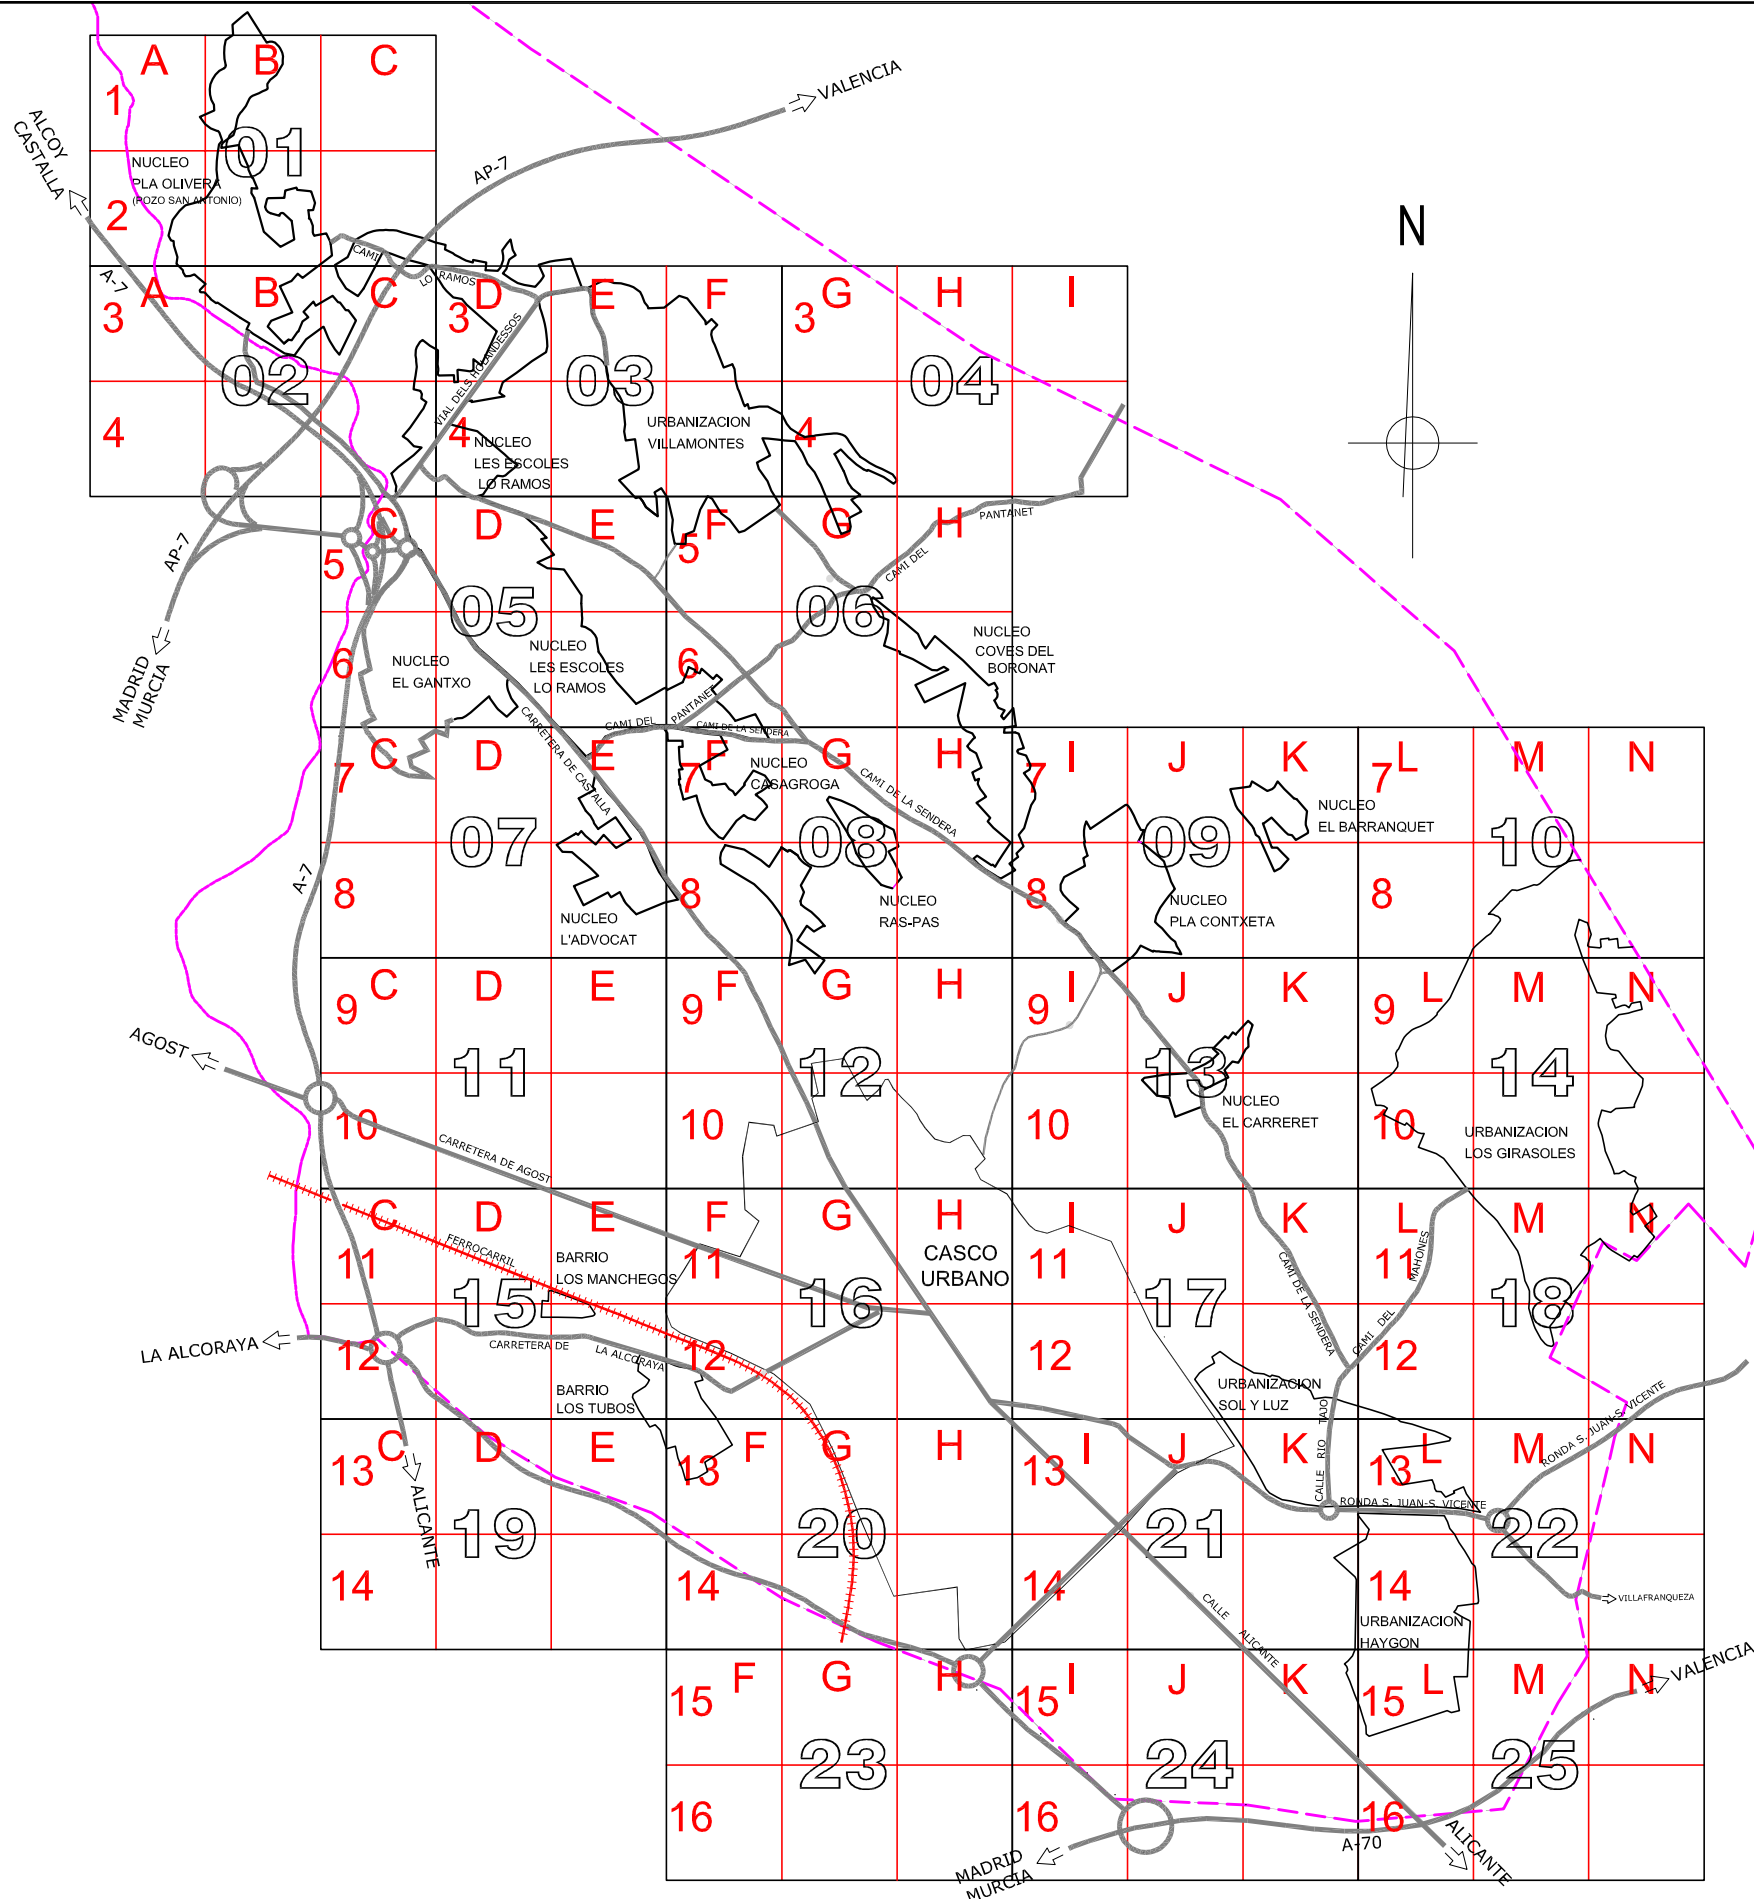 A B C
1
2
01
NUCLEO
PLA OLIVERA
(POZO SAN ANTONIO)
ALCOY
CASTALLA
VALENCIA
AP-7
N
A-7
CAMI
LO RAMOS
A B C D E F G H I
3 3 3
02 03 04
VIAL DELS HOLANDESSOS
4 4 4
NUCLEO
LES ESCOLES
LO RAMOS
URBANIZACION
VILLAMONTES
AP-7
MADRID
MURCIA
C D E F G H
5 5
PANTANET
CAMI DEL
05 06
6 6
NUCLEO
EL GANTXO
NUCLEO
LES ESCOLES
LO RAMOS
NUCLEO
COVES DEL
BORONAT
CARRETERA DE CASTALLA
CAMI DEL
PANTANET
CAMI DE LA SENDERA
C D E F G H I J K L M N
7 7 7 7
NUCLEO
CASAGROGA
CAMI DE LA SENDERA
NUCLEO
EL BARRANQUET
07 08 09 10
A-7
8 8 8 8
NUCLEO
L'ADVOCAT
NUCLEO
RAS-PAS
NUCLEO
PLA CONTXETA
C D E F G H I J K L M N
9 9 9 9
AGOST
11 12 13 14
10 10 10 10
CARRETERA DE AGOST
NUCLEO
EL CARRERET
URBANIZACION
LOS GIRASOLES
C D E F G H I J K L M N
11 11 11 11
FERROCARRIL
BARRIO
LOS MANCHEGOS
CASCO
URBANO
CAMI DE LA SENDERA
CAMI DEL
MAHONES
15 16 17 18
LA ALCORAYA
12 12 12 12
CARRETERA DE
LA ALCORAYA
BARRIO
LOS TUBOS
URBANIZACION
SOL Y LUZ
RONDA S. JUAN-S. VICENTE
C D E F G H I J K L M N
13 13 13 13
ALICANTE
CALLE RIO TAJO
RONDA S. JUAN-S. VICENTE
19 20 21 22
14 14 14 14
VILLAFRANQUEZA
CALLE
ALICANTE
URBANIZACION
HAYGON
F G H I J K L M N
VALENCIA
15 15 15
23 24 25
16 16 16
A-70
MADRID
MURCIA
ALICANTE